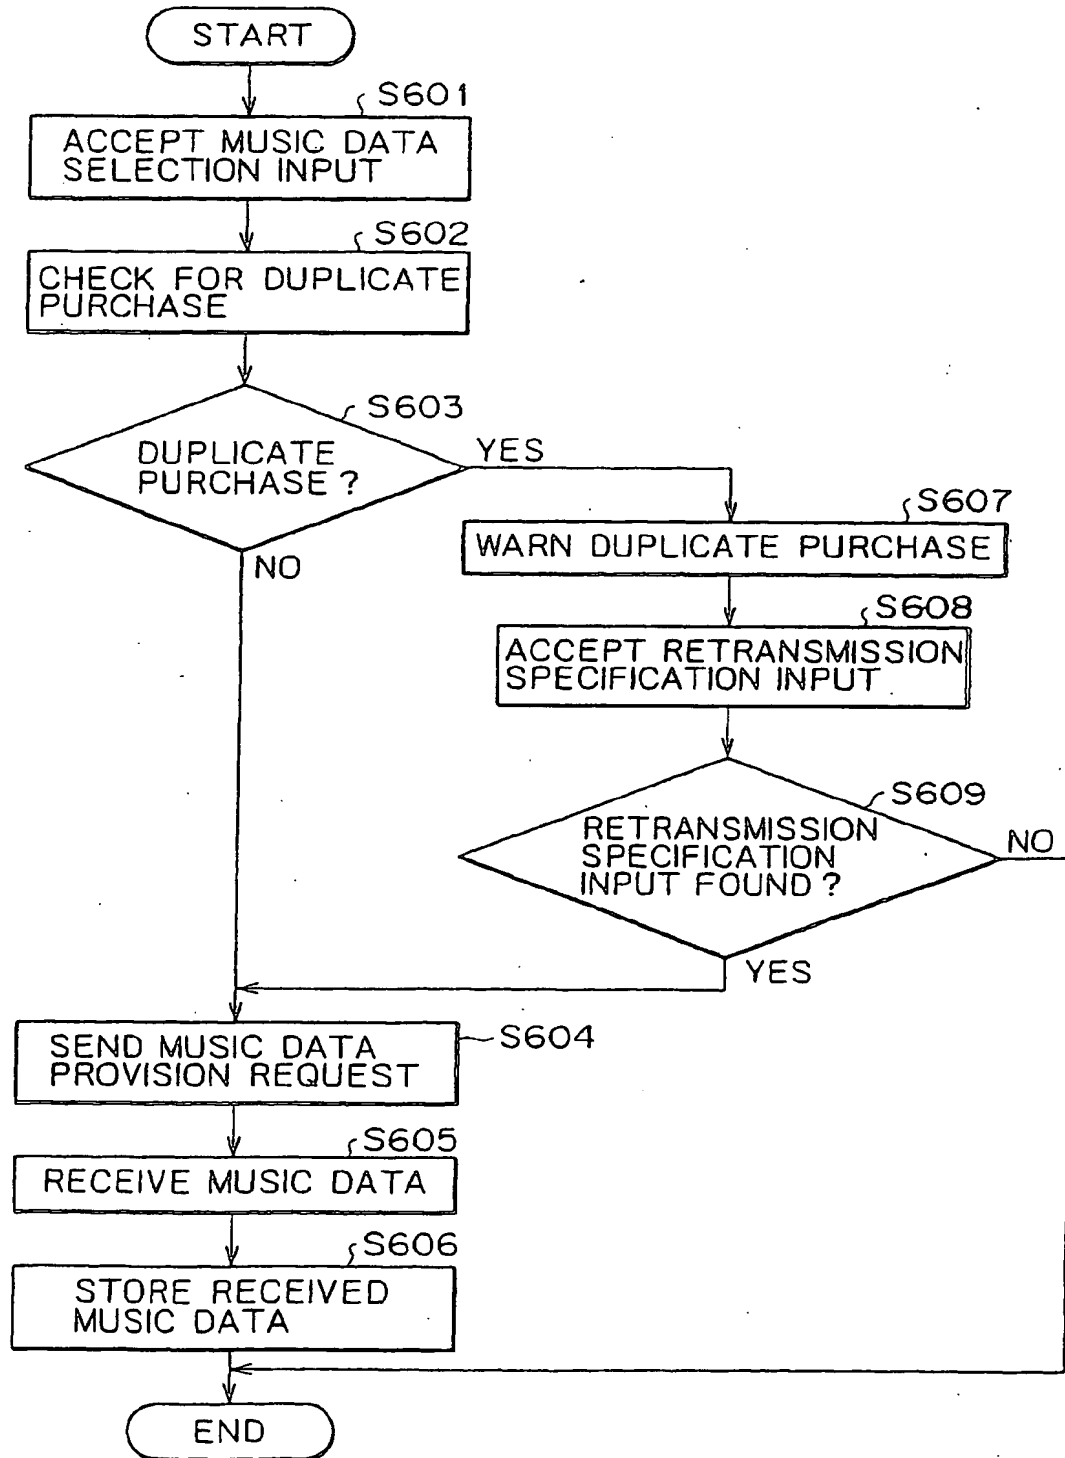 START
S601
ACCEPT MUSIC DATA
SELECTION INPUT
S602
CHECK FOR DUPLICATE
PURCHASE
S603
DUPLICATE
PURCHASE?
YES
NO
S607
WARN DUPLICATE PURCHASE
S608
ACCEPT RETRANSMISSION
SPECIFICATION INPUT
S609
RETRANSMISSION
SPECIFICATION
INPUT FOUND?
NO
YES
S604
SEND MUSIC DATA
PROVISION REQUEST
S605
RECEIVE MUSIC DATA
S606
STORE RECEIVED
MUSIC DATA
END